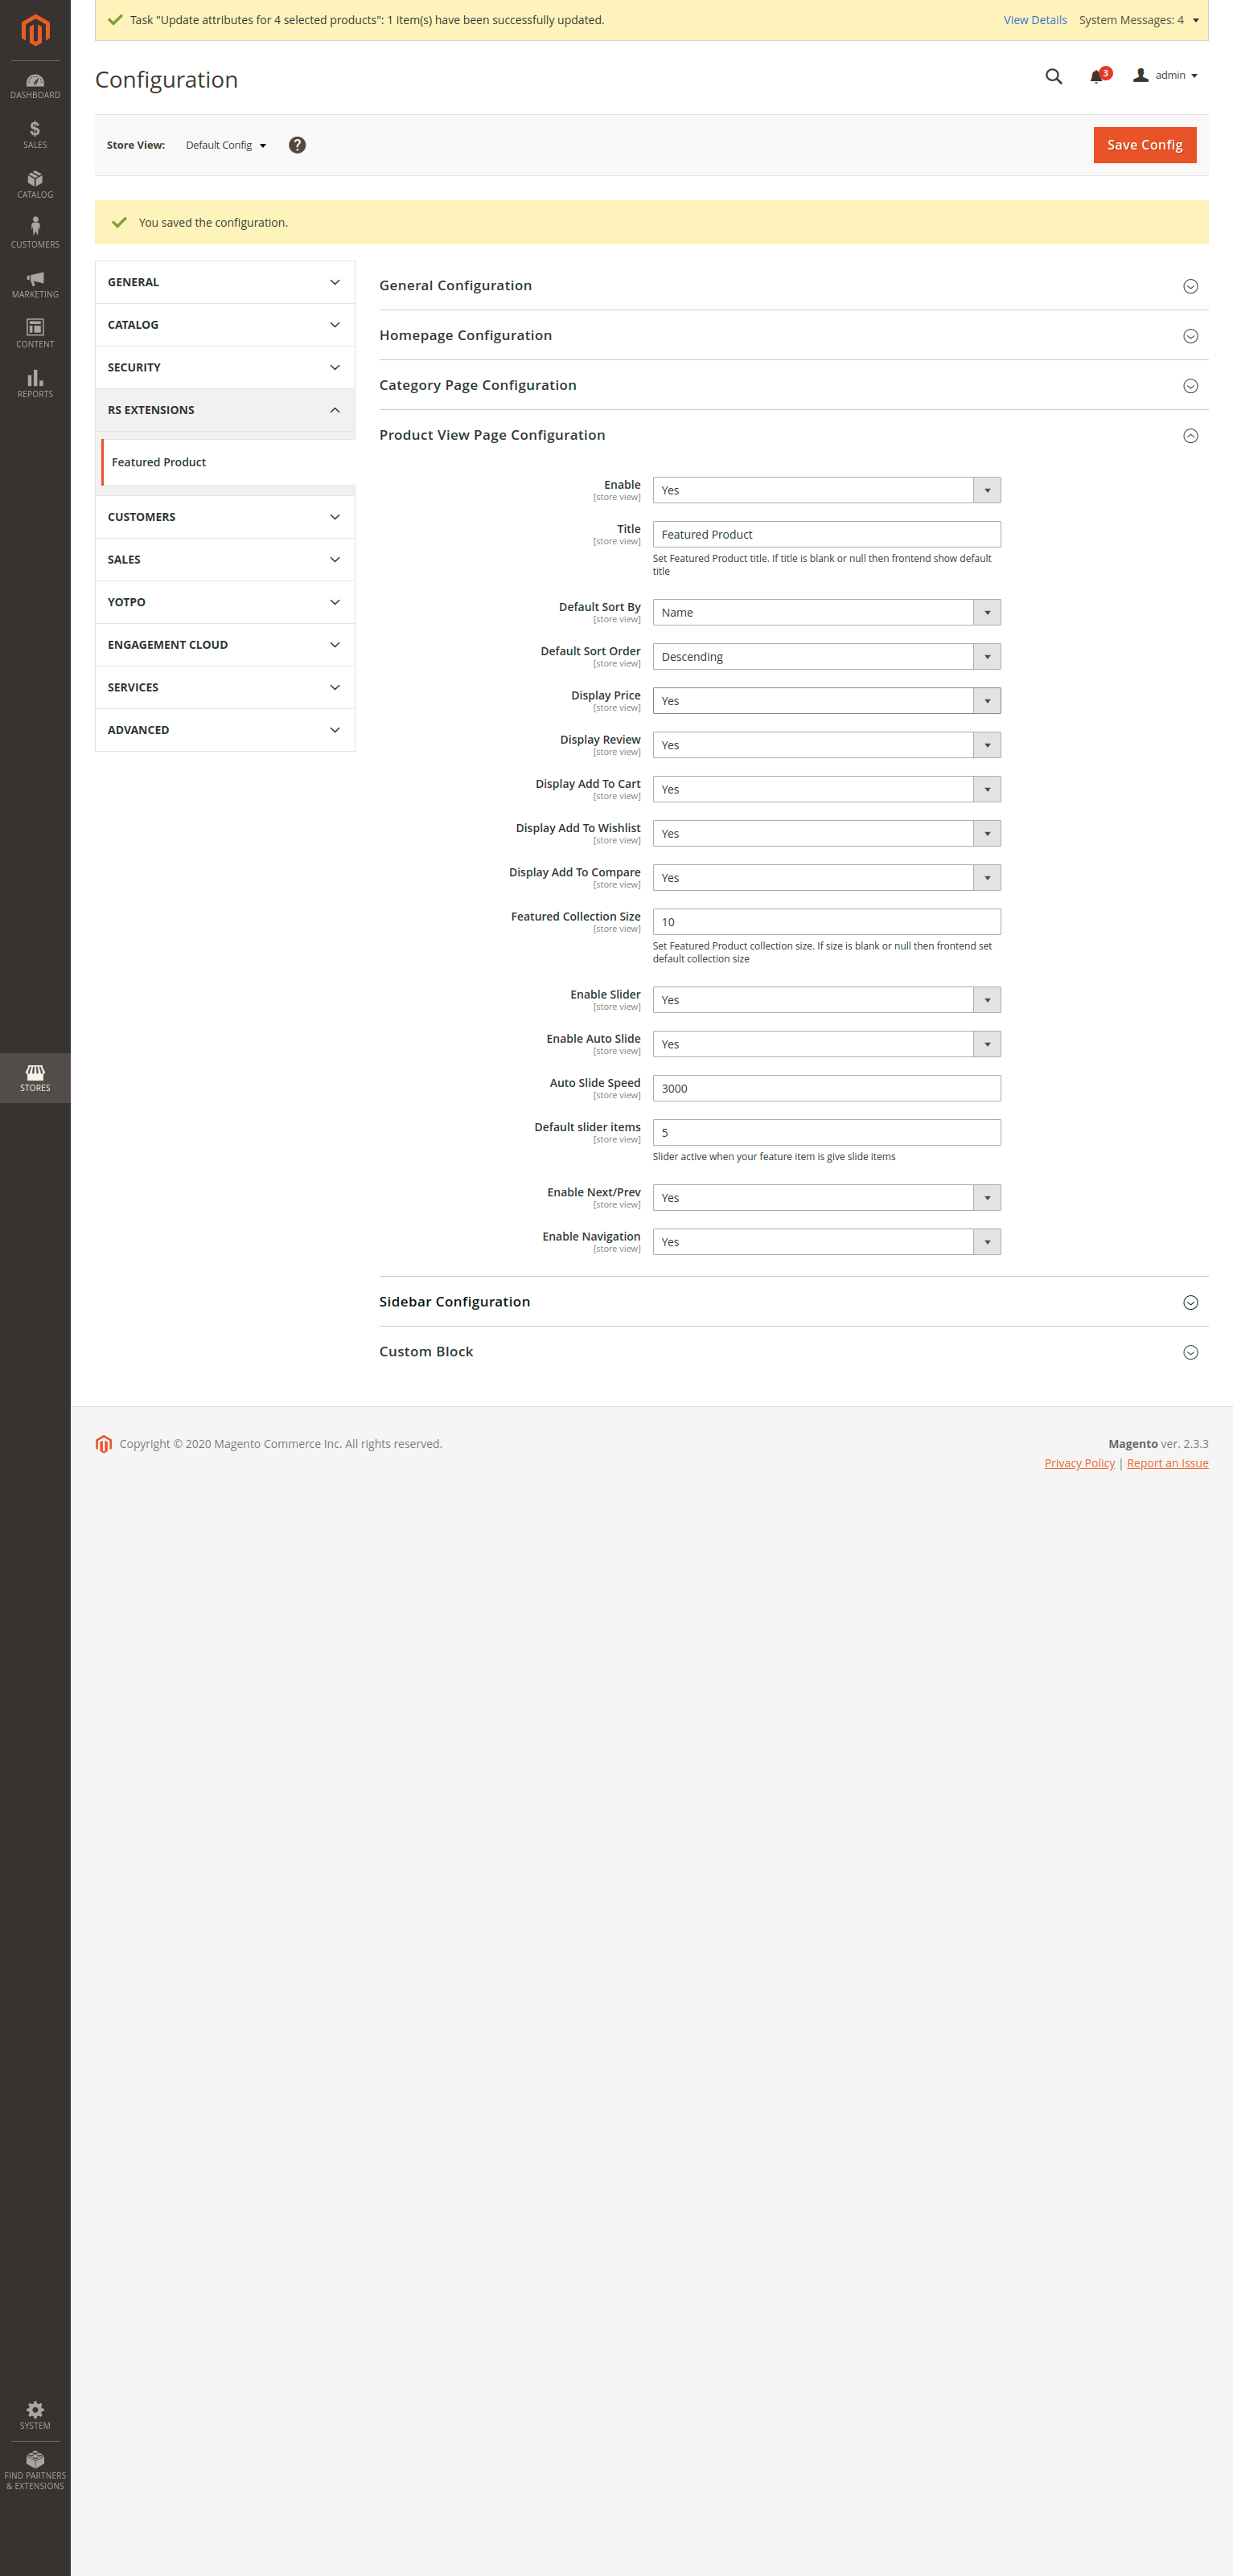 Task "Update attributes for 4 selected products": 1 item(s) have been successfully updated.
View Details
System Messages: 4
Configuration
3
admin
Store View:
Default Config
?
Save Config
You saved the configuration.
DASHBOARD
$
SALES
CATALOG
CUSTOMERS
MARKETING
CONTENT
REPORTS
STORES
SYSTEM
FIND PARTNERS
& EXTENSIONS
GENERAL
CATALOG
SECURITY
RS EXTENSIONS
Featured Product
CUSTOMERS
SALES
YOTPO
ENGAGEMENT CLOUD
SERVICES
ADVANCED
General Configuration
Homepage Configuration
Category Page Configuration
Product View Page Configuration
Enable
[store view]
Yes
Title
[store view]
Featured Product
Set Featured Product title. If title is blank or null then frontend show default
title
Default Sort By
[store view]
Name
Default Sort Order
[store view]
Descending
Display Price
[store view]
Yes
Display Review
[store view]
Yes
Display Add To Cart
[store view]
Yes
Display Add To Wishlist
[store view]
Yes
Display Add To Compare
[store view]
Yes
Featured Collection Size
[store view]
10
Set Featured Product collection size. If size is blank or null then frontend set
default collection size
Enable Slider
[store view]
Yes
Enable Auto Slide
[store view]
Yes
Auto Slide Speed
[store view]
3000
Default slider items
[store view]
5
Slider active when your feature item is give slide items
Enable Next/Prev
[store view]
Yes
Enable Navigation
[store view]
Yes
Sidebar Configuration
Custom Block
Copyright © 2020 Magento Commerce Inc. All rights reserved.
Magento ver. 2.3.3
Privacy Policy | Report an Issue